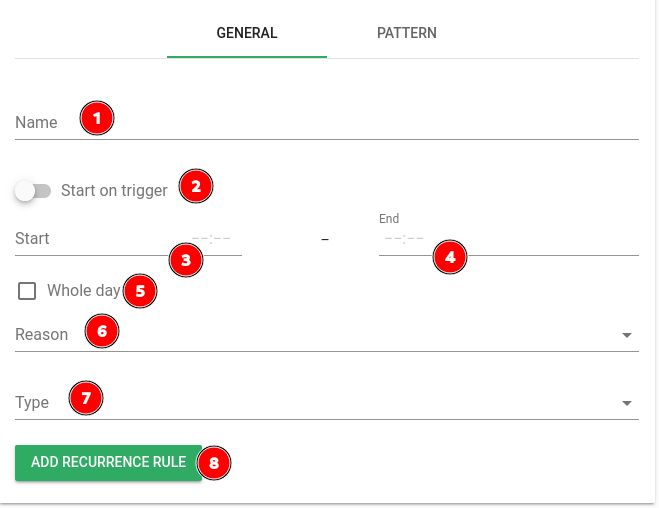 GENERAL PATTERN
Name 1
Start on trigger 2
End
Start --:-- – --:--
3 4
Whole day 5
Reason 6
Type 7
ADD RECURRENCE RULE 8